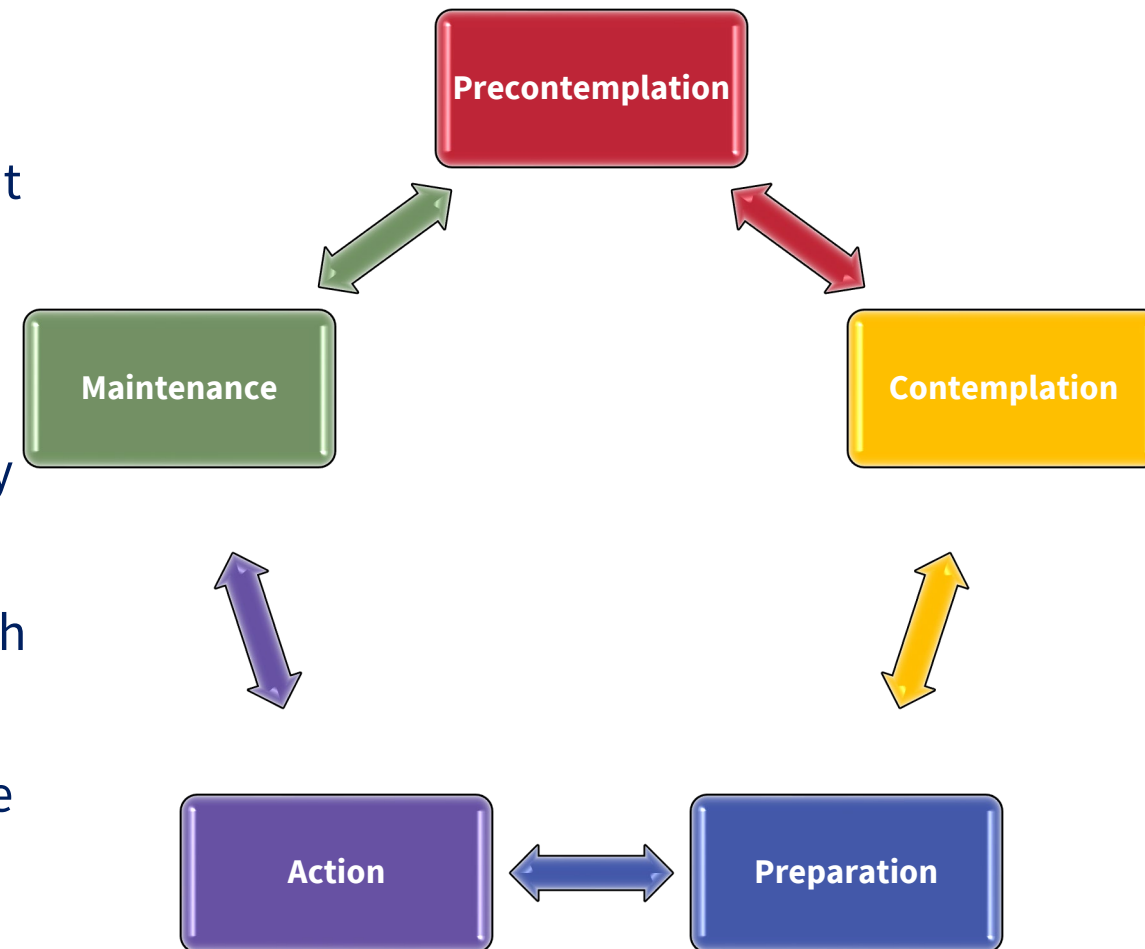 Precontemplation
t
Maintenance
Contemplation
y
h
e
Action
Preparation